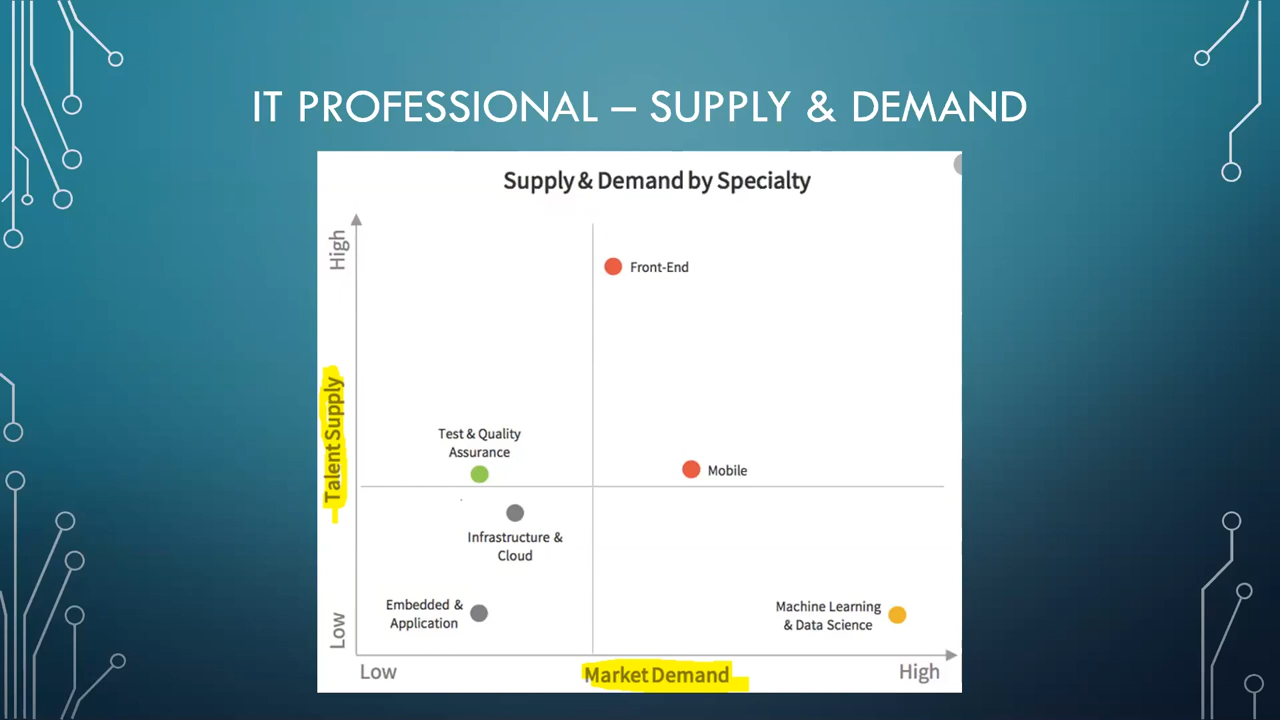 IT PROFESSIONAL – SUPPLY & DEMAND
Supply & Demand by Specialty
High
Front-End
Talent Supply
Test & Quality
Assurance
Mobile
Infrastructure &
Cloud
Embedded &
Application
Machine Learning
& Data Science
Low
Low
Market Demand
High